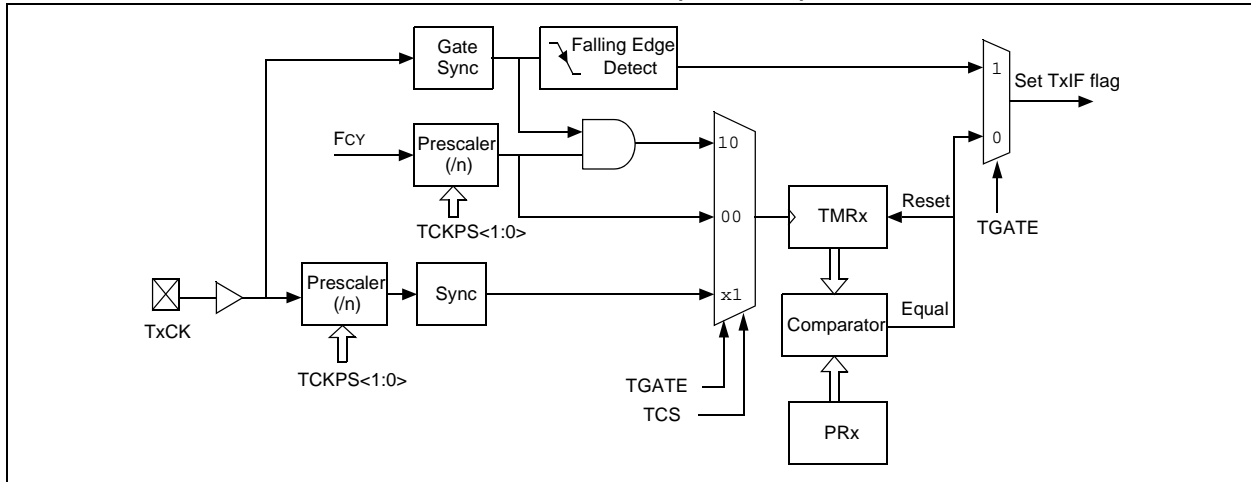 Gate
Sync
Falling Edge
Detect
1
Set TxIF flag
0
TGATE
FCY
Prescaler
(/n)
TCKPS<1:0>
10
00
x1
TMRx
Reset
TxCK
Prescaler
(/n)
Sync
TCKPS<1:0>
Comparator
Equal
TGATE
TCS
PRx